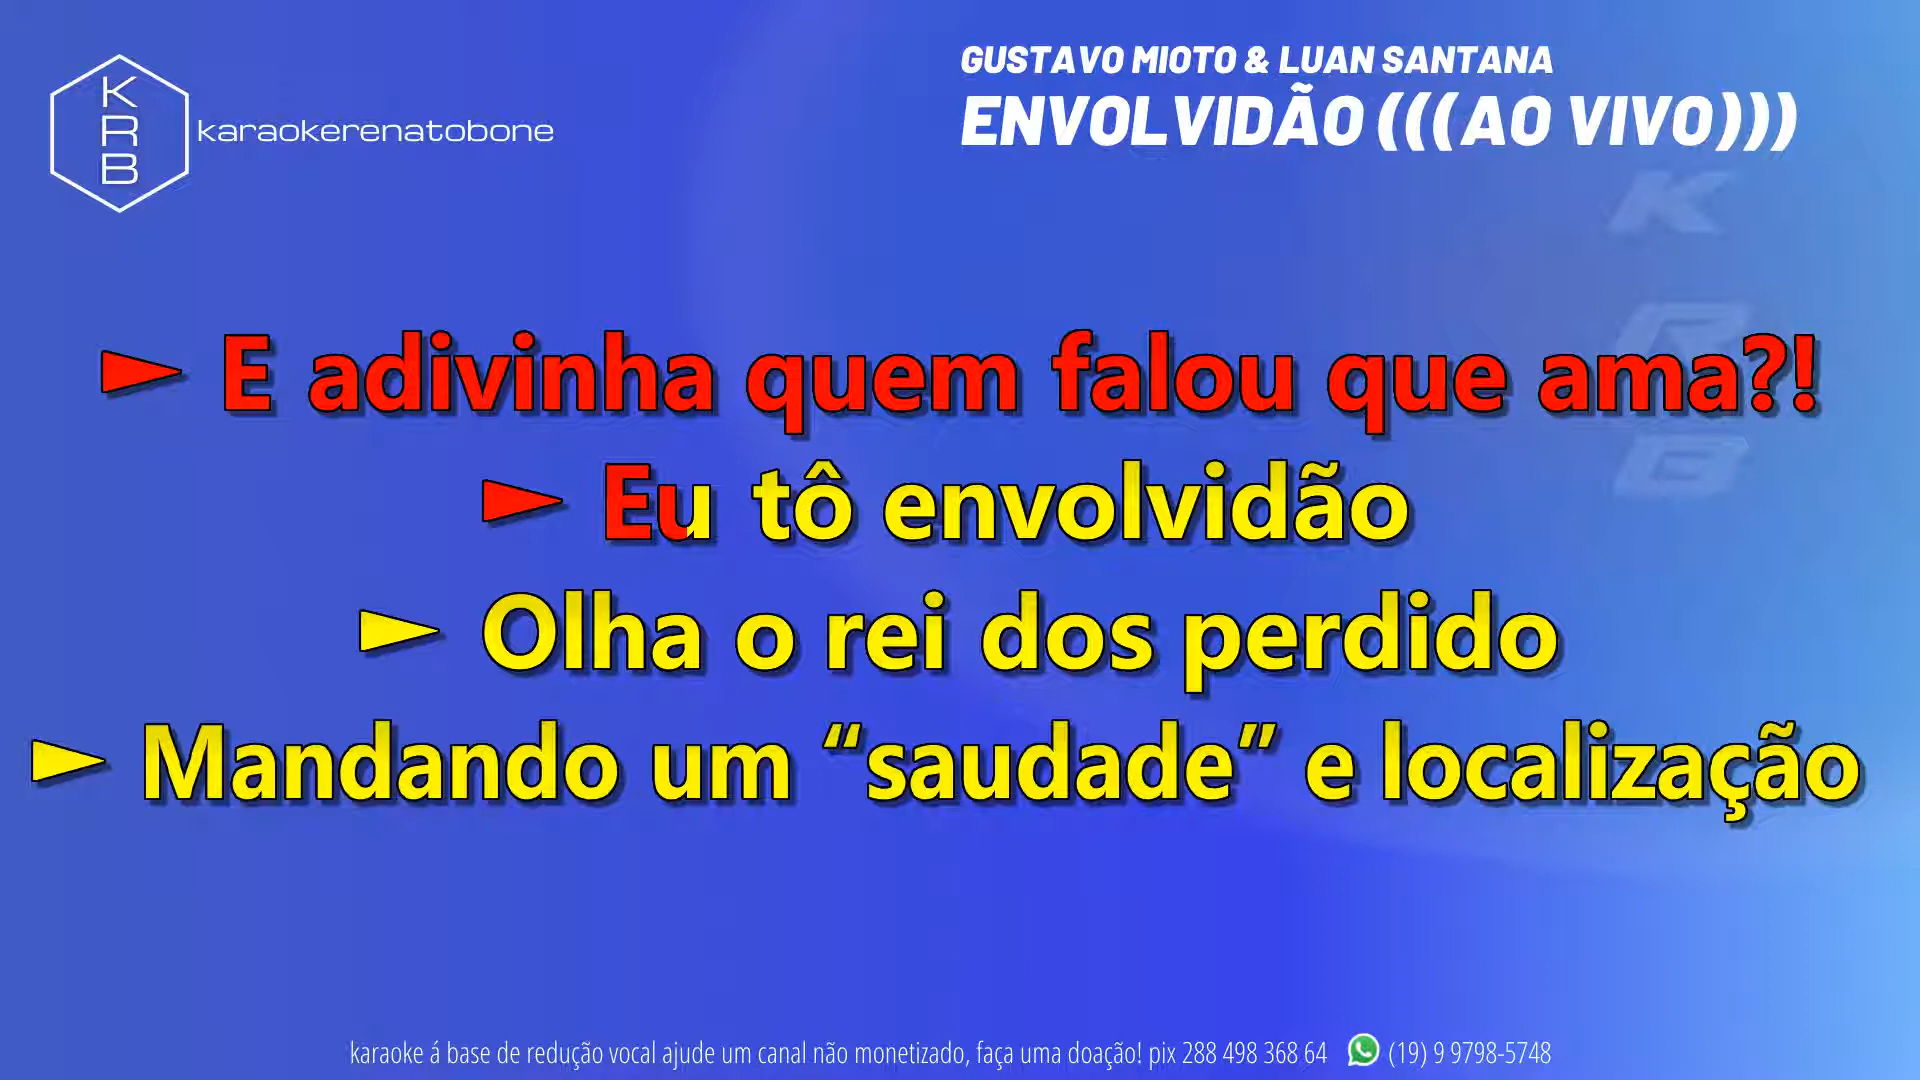 K
R
B
karaokerenatobone
GUSTAVO MIOTO & LUAN SANTANA
ENVOLVIDÃO (((AO VIVO)))
K
R
B
► E adivinha quem falou que ama?!
► Eu tô envolvidão
► Olha o rei dos perdido
► Mandando um “saudade” e localização
karaoke á base de redução vocal ajude um canal não monetizado, faça uma doação! pix 288 498 368 64 (19) 9 9798-5748